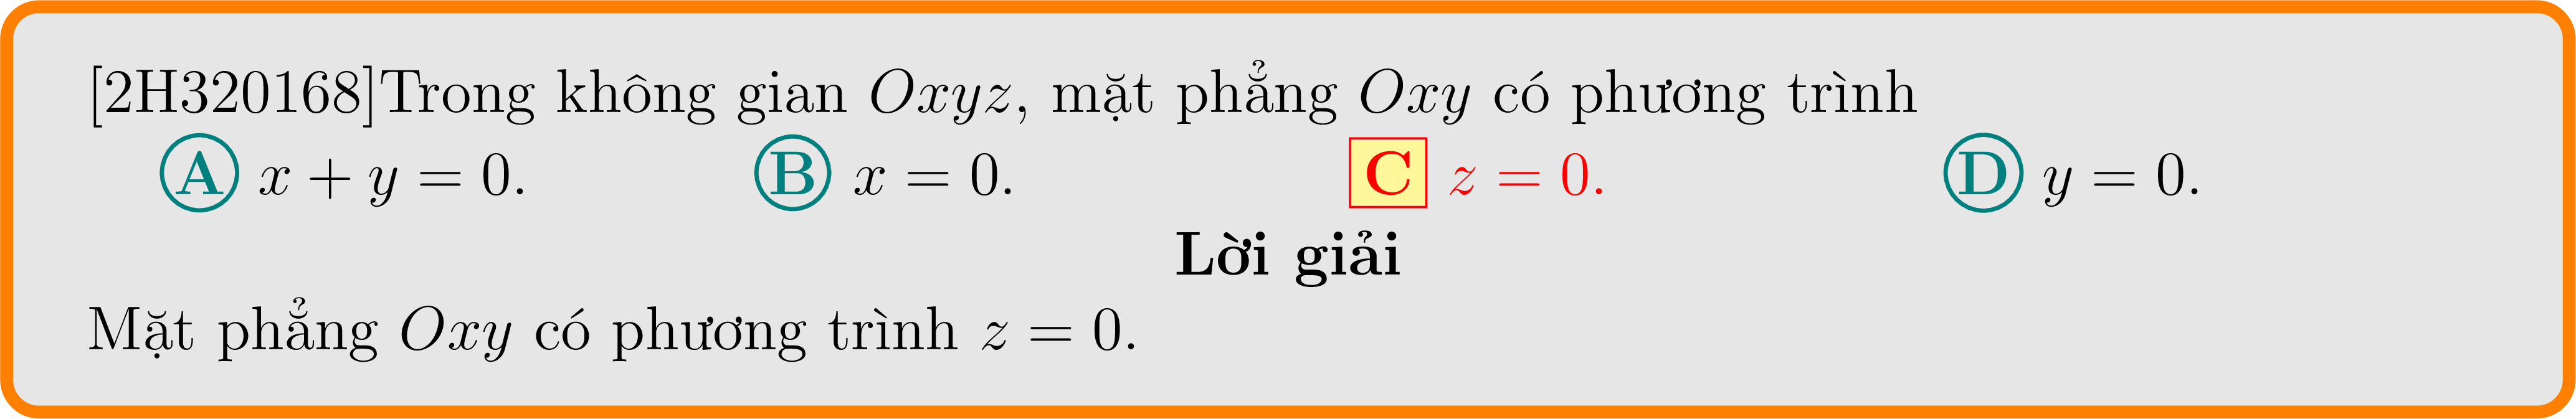 [2H320168]Trong không gian Oxyz, mặt phẳng Oxy có phương trình
A x + y = 0. B x = 0. C z = 0. D y = 0.
Lời giải
Mặt phẳng Oxy có phương trình z = 0.